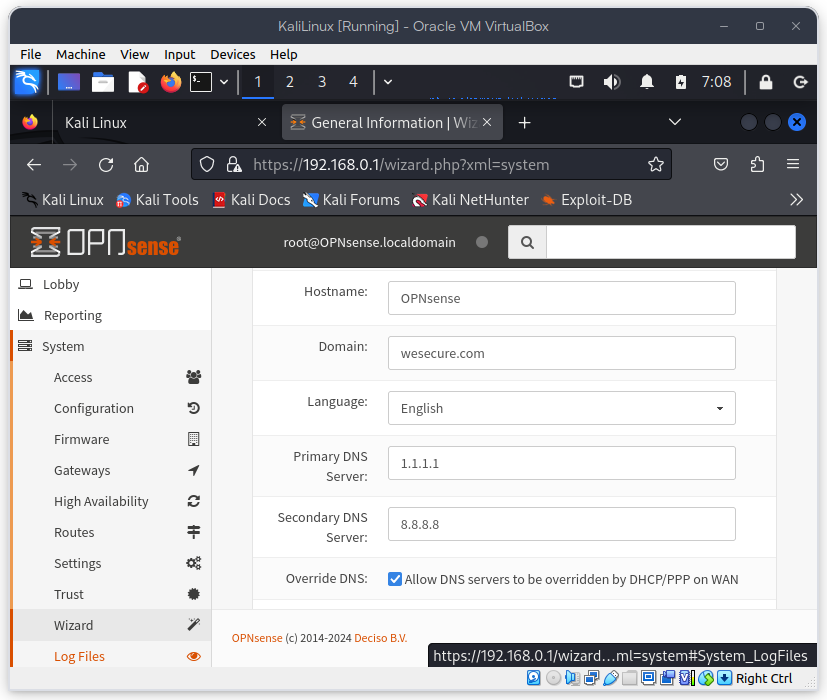 KaliLinux [Running] - Oracle VM VirtualBox
File Machine View Input Devices Help
1 2 3 4 7:08
Kali Linux General Information | Wiz
https://192.168.0.1/wizard.php?xml=system
Kali Linux Kali Tools Kali Docs Kali Forums Kali NetHunter Exploit-DB
OPNsense root@OPNsense.localdomain
Lobby
Reporting
System
Access
Configuration
Firmware
Gateways
High Availability
Routes
Settings
Trust
Wizard
Log Files
Hostname: OPNsense
Domain: wesecure.com
Language: English
Primary DNS Server: 1.1.1.1
Secondary DNS Server: 8.8.8.8
Override DNS: Allow DNS servers to be overridden by DHCP/PPP on WAN
OPNsense (c) 2014-2024 Deciso B.V.
https://192.168.0.1/wizard...ml=system#System_LogFiles
Right Ctrl